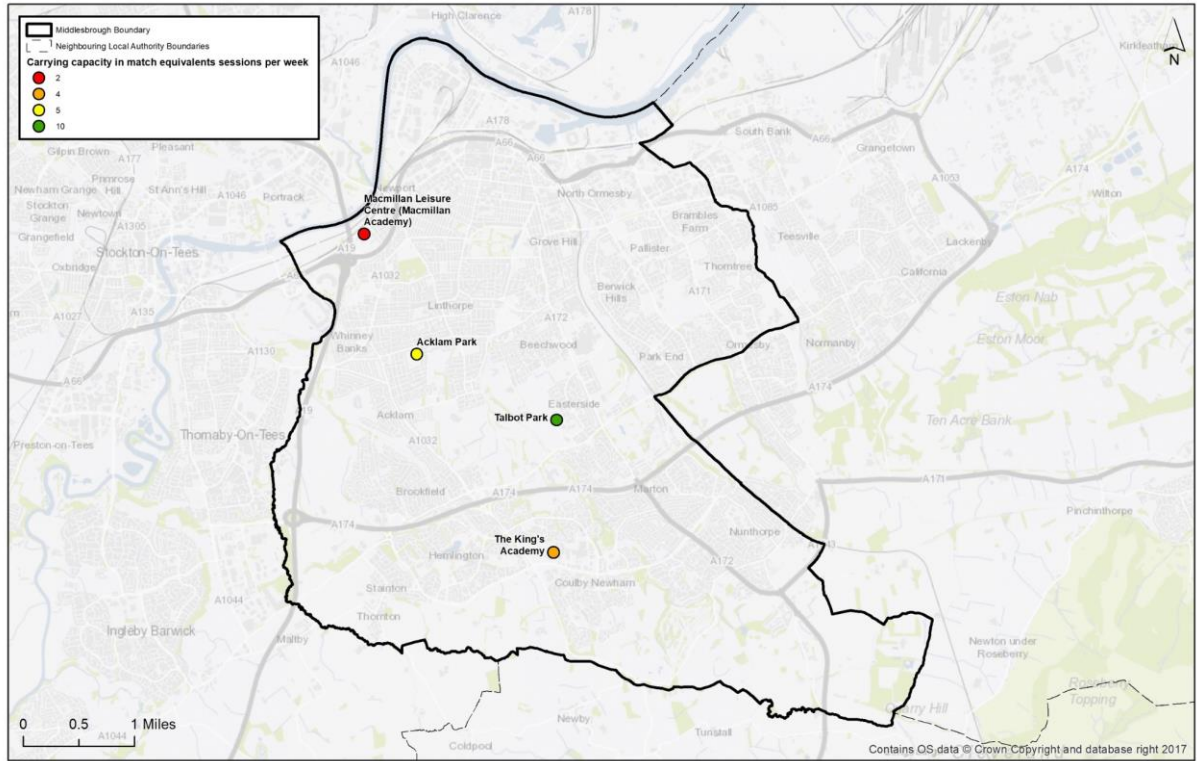 Middlesbrough Boundary
Neighbouring Local Authority Boundaries
Carrying capacity in match equivalents sessions per week
2
4
5
10
High Clarence
A178
A1046
N
A178
A66
A66
South Bank
A66
Grangetown
A1053
A174
Wilton
Gilpin Brown
Pleasant
A177
Primrose
Hill
Newham Grange
St Ann's Hill
A1046
Portrack
Stockton
Grange
Newtown
A1305
Grangefield
Stockton-On-Tees
Oxbridge
Newport
Macmillan Leisure
Centre (Macmillan
Academy)
North Ormesby
Brambles
Farm
A1085
Teesville
Lackenby
A19
Grove Hill
Pallister
Thorntree
California
A1032
Berwick
Hills
A171
Eston Nab
A1027
A135
Linthorpe
A172
Whinney
Banks
Eston Moor
A1130
Acklam Park
Beechwood
Park End
Ormesby
Normanby
A66
A174
A19
Easterside
Talbot Park
Acklam
Ten Acre Bank
Thornaby-On-Tees
Preston-on-Tees
A1032
A171
Brookfield
A174
A174
Marton
Pinchinthorpe
A174
Nunthorpe
The King's
Academy
Hemlington
A172
Coulby Newham
Stainton
A1044
Thornton
Ingleby Barwick
Maltby
Newton under
Roseberry
Topping
0
0.5
1 Miles
Newby
Tunstall
A1044
Coldpool
Contains OS data © Crown Copyright and database right 2017